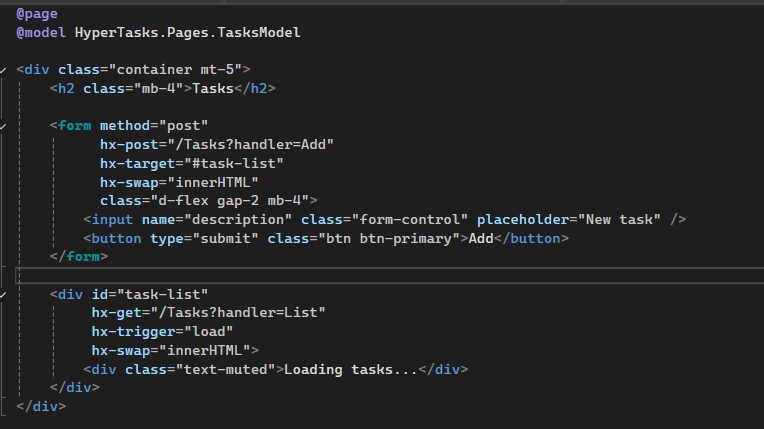 @page
@model HyperTasks.Pages.TasksModel
<div class="container mt-5">
    <h2 class="mb-4">Tasks</h2>
    <form method="post"
          hx-post="/Tasks?handler=Add"
          hx-target="#task-list"
          hx-swap="innerHTML"
          class="d-flex gap-2 mb-4">
        <input name="description" class="form-control" placeholder="New task" />
        <button type="submit" class="btn btn-primary">Add</button>
    </form>
    <div id="task-list"
         hx-get="/Tasks?handler=List"
         hx-trigger="load"
         hx-swap="innerHTML">
        <div class="text-muted">Loading tasks...</div>
    </div>
</div>